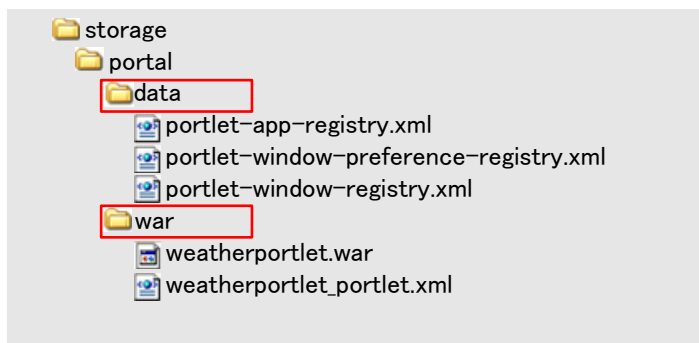 storage
portal
data
portlet-app-registry.xml
portlet-window-preference-registry.xml
portlet-window-registry.xml
war
weatherportlet.war
weatherportlet_portlet.xml